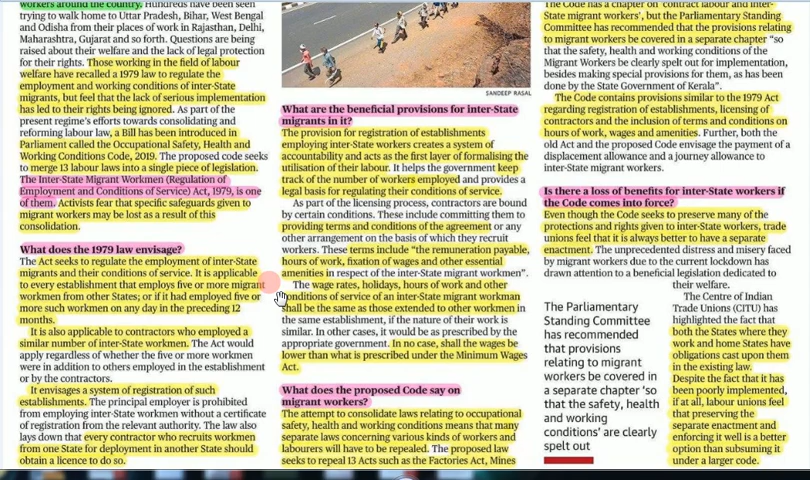 workers around the country. Hundreds have been seen
trying to walk home to Uttar Pradesh, Bihar, West Bengal
and Odisha from their places of work in Rajasthan, Delhi,
Maharashtra, Gujarat and so forth. Questions are being
raised about their welfare and the lack of legal protection
for their rights. Those working in the field of labour
welfare have recalled a 1979 law to regulate the
employment and working conditions of inter-State
migrants, but feel that the lack of serious implementation
has led to their rights being ignored. As part of the
present regime's efforts towards consolidating and
reforming labour law, a Bill has been introduced in
Parliament called the Occupational Safety, Health and
Working Conditions Code, 2019. The proposed code seeks
to merge 13 labour laws into a single piece of legislation.
The Inter-State Migrant Workmen (Regulation of
Employment and Conditions of Service) Act, 1979, is one
of them. Activists fear that specific safeguards given to
migrant workers may be lost as a result of this
consolidation.
What does the 1979 law envisage?
The Act seeks to regulate the employment of inter-State
migrants and their conditions of service. It is applicable
to every establishment that employs five or more migrant
workmen from other States; or if it had employed five or
more such workmen on any day in the preceding 12
months.
It is also applicable to contractors who employed a
similar number of inter-State workmen. The Act would
apply regardless of whether the five or more workmen
were in addition to others employed in the establishment
or by the contractors.
It envisages a system of registration of such
establishments. The principal employer is prohibited
from employing inter-State workmen without a certificate
of registration from the relevant authority. The law also
lays down that every contractor who recruits workmen
from one State for deployment in another State should
obtain a licence to do so.
SANDEEP RASAL
What are the beneficial provisions for inter-State
migrants in it?
The provision for registration of establishments
employing inter-State workers creates a system of
accountability and acts as the first layer of formalising the
utilisation of their labour. It helps the government keep
track of the number of workers employed and provides a
legal basis for regulating their conditions of service.
As part of the licensing process, contractors are bound
by certain conditions. These include committing them to
providing terms and conditions of the agreement or any
other arrangement on the basis of which they recruit
workers. These terms include "the remuneration payable,
hours of work, fixation of wages and other essential
amenities in respect of the inter-State migrant workmen".
The wage rates, holidays, hours of work and other
conditions of service of an inter-State migrant workman
shall be the same as those extended to other workmen in
the same establishment, if the nature of their work is
similar. In other cases, it would be as prescribed by the
appropriate government. In no case, shall the wages be
lower than what is prescribed under the Minimum Wages
Act.
What does the proposed Code say on
migrant workers?
The attempt to consolidate laws relating to occupational
safety, health and working conditions means that many
separate laws concerning various kinds of workers and
labourers will have to be repealed. The proposed law
seeks to repeal 13 Acts such as the Factories Act, Mines
The Code has a chapter on 'contract labour and inter-
State migrant workers', but the Parliamentary Standing
Committee has recommended that the provisions relating
to migrant workers be covered in a separate chapter "so
that the safety, health and working conditions of the
Migrant Workers be clearly spelt out for implementation,
besides making special provisions for them, as has been
done by the State Government of Kerala".
The Code contains provisions similar to the 1979 Act
regarding registration of establishments, licensing of
contractors and the inclusion of terms and conditions on
hours of work, wages and amenities. Further, both the
old Act and the proposed Code envisage the payment of a
displacement allowance and a journey allowance to
inter-State migrant workers.
Is there a loss of benefits for inter-State workers if
the Code comes into force?
Even though the Code seeks to preserve many of the
protections and rights given to inter-State workers, trade
unions feel that it is always better to have a separate
enactment. The unprecedented distress and misery faced
by migrant workers due to the current lockdown has
drawn attention to a beneficial legislation dedicated to
their welfare.
The Centre of Indian
Trade Unions (CITU) has
highlighted the fact that
both the States where they
work and home States have
obligations cast upon them
in the existing law.
Despite the fact that it has
been poorly implemented,
if at all, labour unions feel
that preserving the
separate enactment and
enforcing it well is a better
option than subsuming it
under a larger code.
The Parliamentary
Standing Committee
has recommended
that provisions
relating to migrant
workers be covered in
a separate chapter 'so
that the safety, health
and working
conditions' are clearly
spelt out